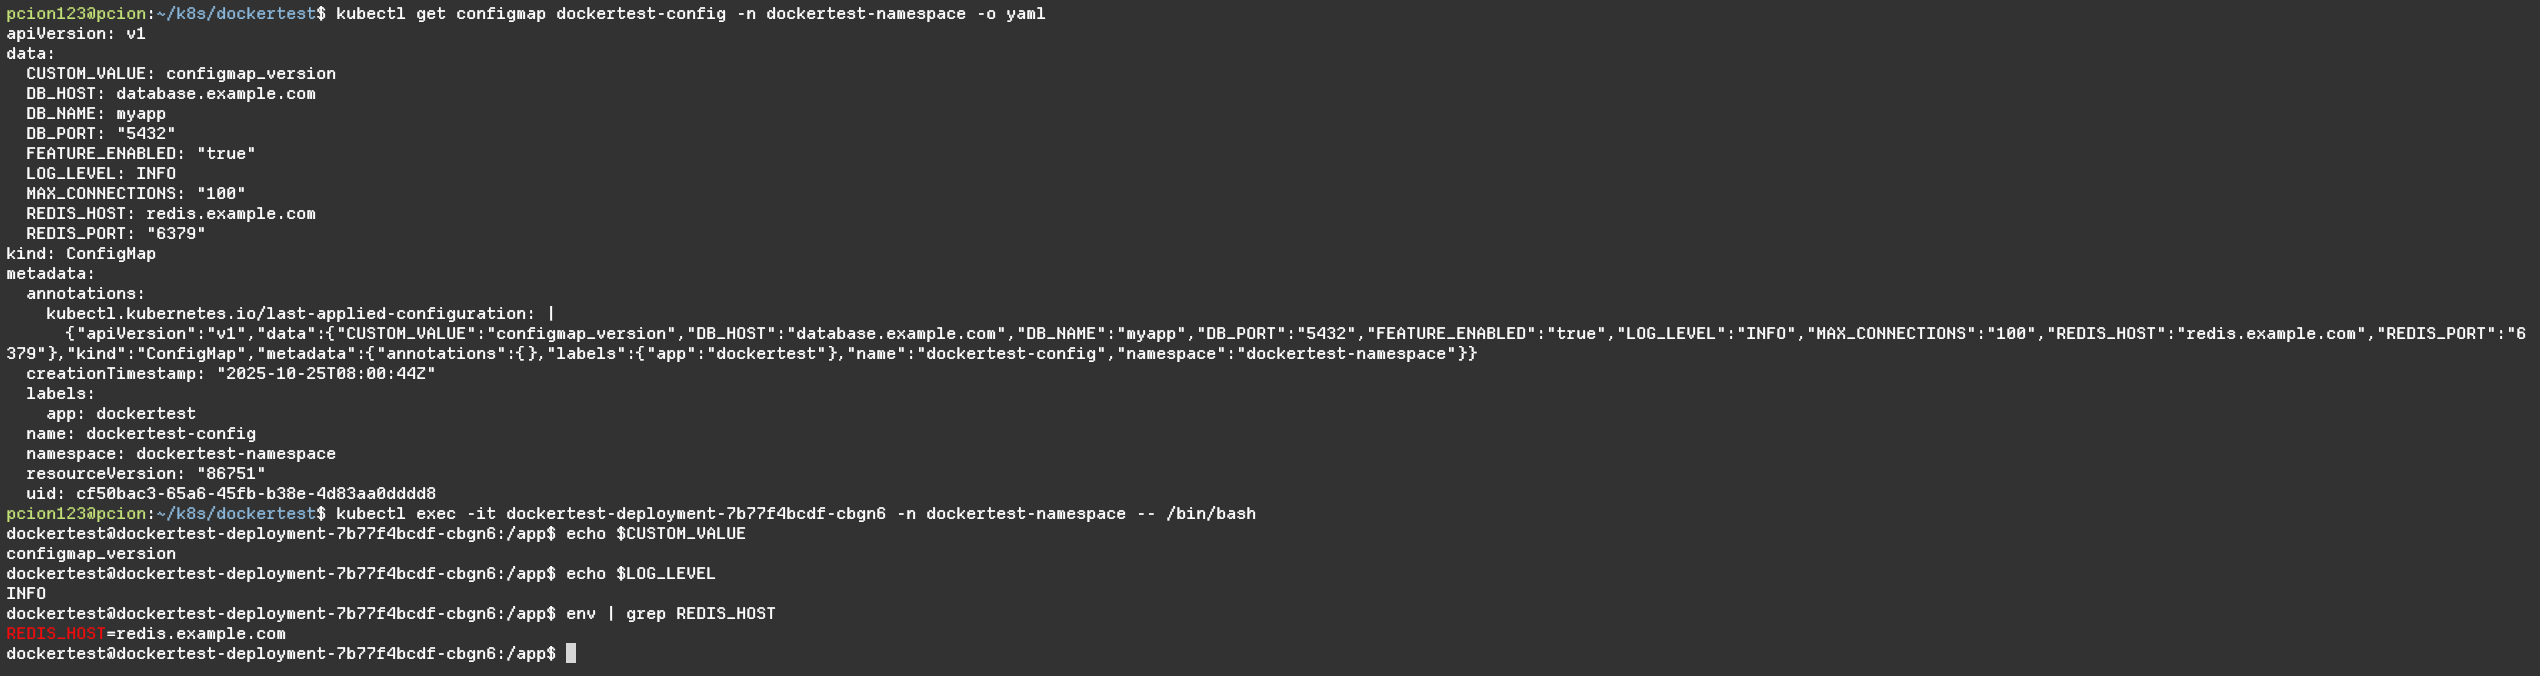 pcion123@pcion:~/k8s/dockertest$ kubectl get configmap dockertest-config -n dockertest-namespace -o yaml
apiVersion: v1
data:
  CUSTOM_VALUE: configmap_version
  DB_HOST: database.example.com
  DB_NAME: myapp
  DB_PORT: "5432"
  FEATURE_ENABLED: "true"
  LOG_LEVEL: INFO
  MAX_CONNECTIONS: "100"
  REDIS_HOST: redis.example.com
  REDIS_PORT: "6379"
kind: ConfigMap
metadata:
  annotations:
    kubectl.kubernetes.io/last-applied-configuration: |
      {"apiVersion":"v1","data":{"CUSTOM_VALUE":"configmap_version","DB_HOST":"database.example.com","DB_NAME":"myapp","DB_PORT":"5432","FEATURE_ENABLED":"true","LOG_LEVEL":"INFO","MAX_CONNECTIONS":"100","REDIS_HOST":"redis.example.com","REDIS_PORT":"6
379"},"kind":"ConfigMap","metadata":{"annotations":{},"labels":{"app":"dockertest"},"name":"dockertest-config","namespace":"dockertest-namespace"}}
  creationTimestamp: "2025-10-25T08:00:44Z"
  labels:
    app: dockertest
  name: dockertest-config
  namespace: dockertest-namespace
  resourceVersion: "86751"
  uid: cf50bac3-65a6-45fb-b38e-4d83aa0dddd8
pcion123@pcion:~/k8s/dockertest$ kubectl exec -it dockertest-deployment-7b77f4bcdf-cbgn6 -n dockertest-namespace -- /bin/bash
dockertest@dockertest-deployment-7b77f4bcdf-cbgn6:/app$ echo $CUSTOM_VALUE
configmap_version
dockertest@dockertest-deployment-7b77f4bcdf-cbgn6:/app$ echo $LOG_LEVEL
INFO
dockertest@dockertest-deployment-7b77f4bcdf-cbgn6:/app$ env | grep REDIS_HOST
REDIS_HOST=redis.example.com
dockertest@dockertest-deployment-7b77f4bcdf-cbgn6:/app$